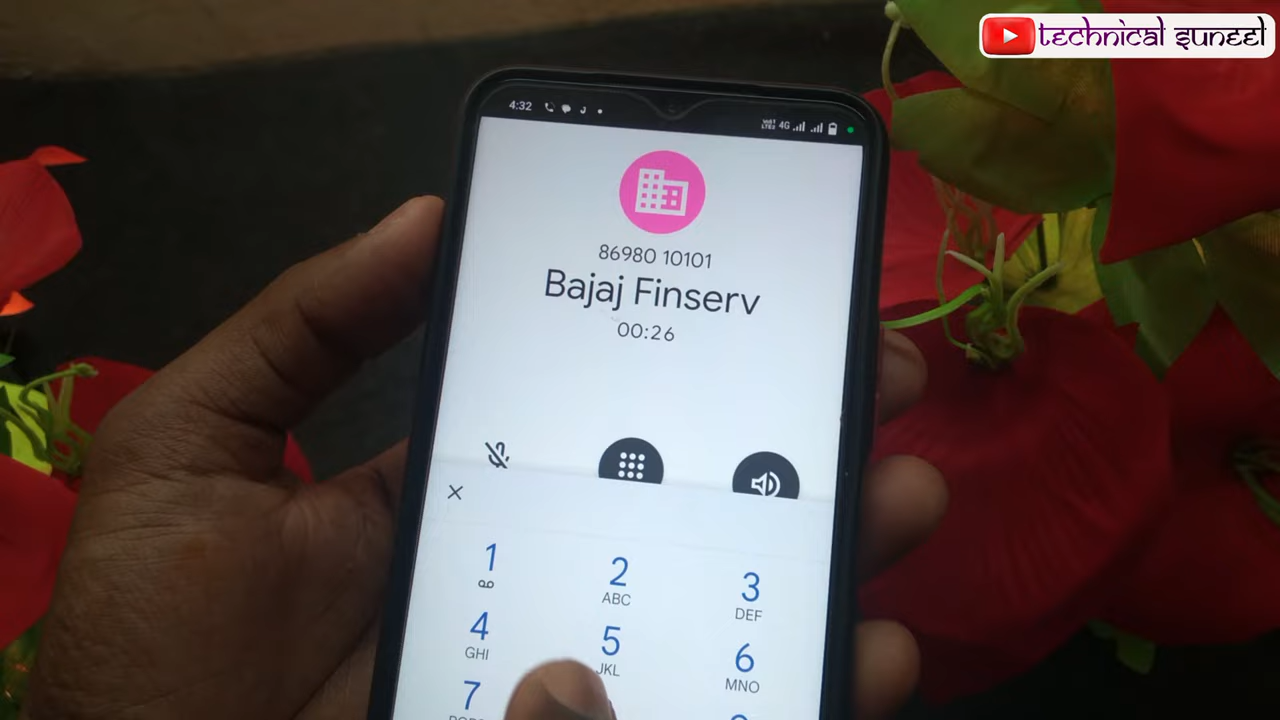 technical suneel
4:32
4G
86980 10101
Bajaj Finserv
00:26
1
2
ABC
3
DEF
4
GHI
5
JKL
6
MNO
7